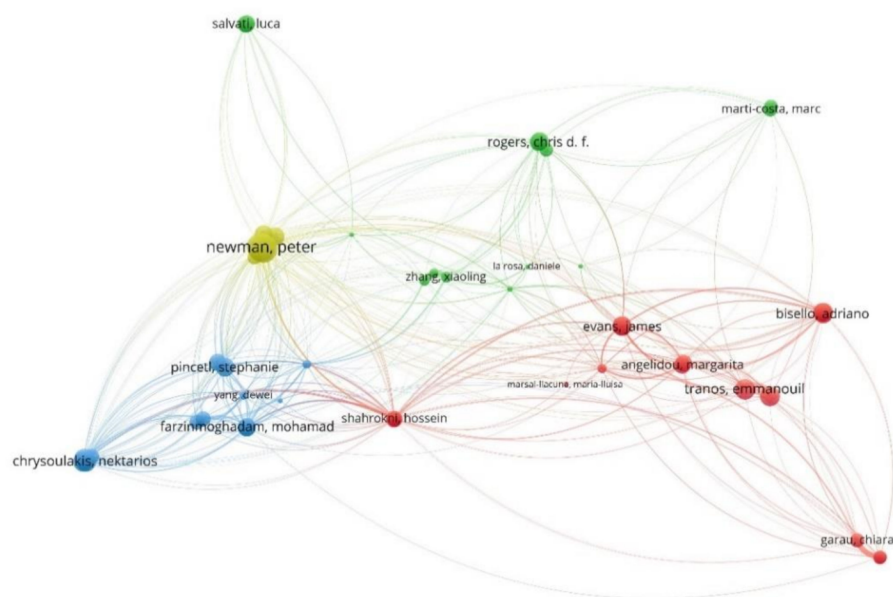 salvati, luca
marti-costa, marc
rogers, chris d. f.
newman, peter
la rosa, daniele
zhang, xiaoling
bisello, adriano
evans, james
pincetl, stephanie
angelidou, margarita
marsal-llacuna, maria-lluisa
tranos, emmanouil
yang, dewei
shahrokni, hossein
farzinmoghadam, mohamad
chrysoulakis, nektarios
garau, chiara